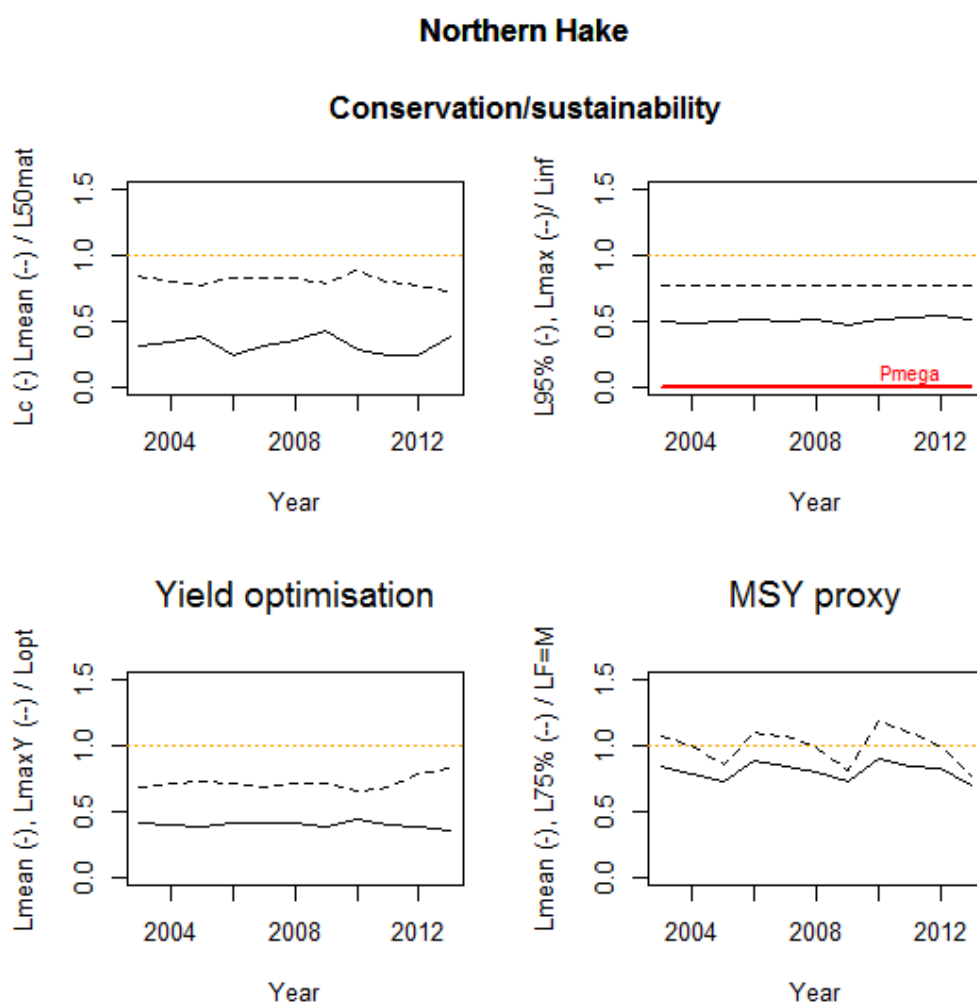 Northern Hake
Conservation/sustainability
Lc (-) Lmean (--) / L50mat
1.5
1.0
0.5
0.0
2004 2008 2012
Year
L95% (-), Lmax (--)/ Linf
1.5
1.0
0.5
0.0
Pmega
2004 2008 2012
Year
Yield optimisation
Lmean (-), LmaxY (--) / Lopt
1.5
1.0
0.5
0.0
2004 2008 2012
Year
MSY proxy
Lmean (-), L75% (--) / LF=M
1.5
1.0
0.5
0.0
2004 2008 2012
Year